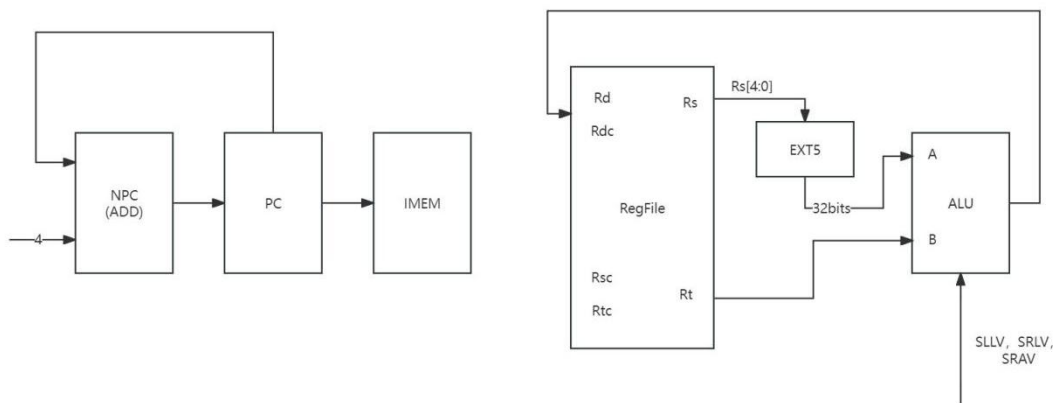 4
NPC
(ADD)
PC
IMEM
Rd
Rdc
Rs
RegFile
Rsc
Rtc
Rt
Rs[4:0]
EXT5
32bits
A
ALU
B
SLLV，SRLV，
SRAV